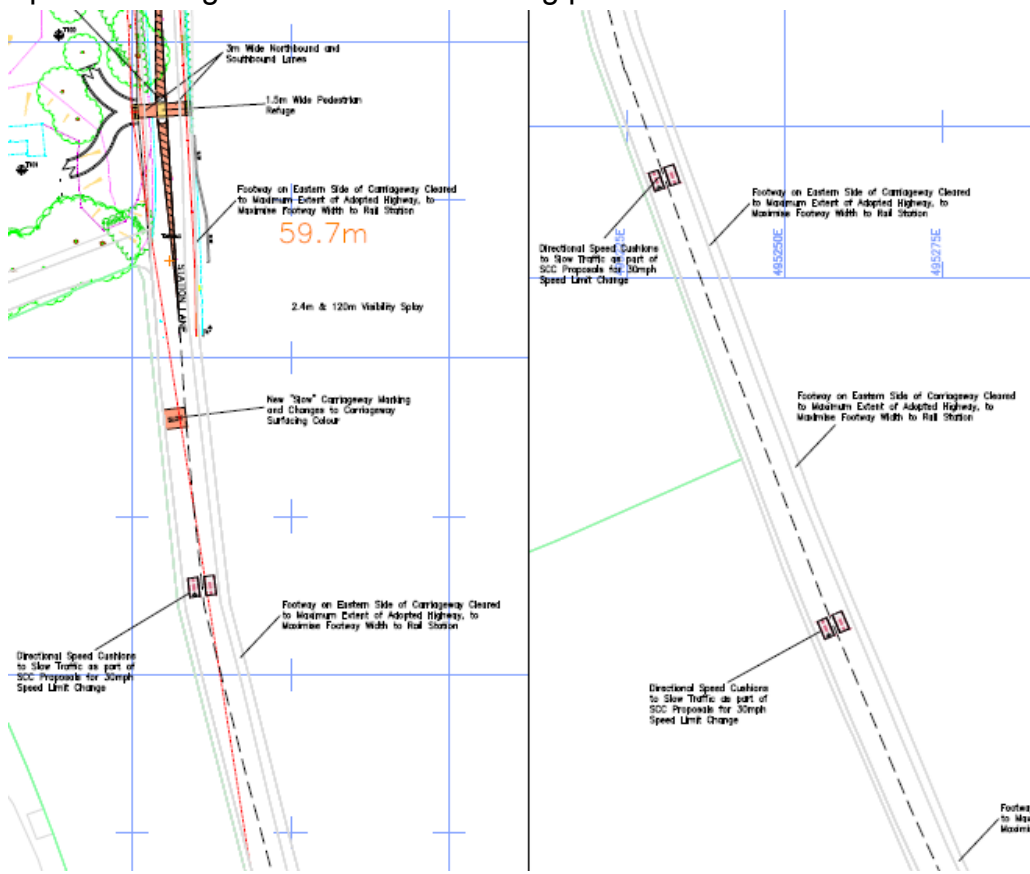 3m Wide Northbound and
Southbound Lanes
1.5m Wide Pedestrian
Refuge
Footway on Eastern Side of Carriageway Cleared
to Maximum Extent of Adopted Highway, to
Maximise Footway Width to Rail Station
59.7m
STATION LANE
2.4m & 120m Visibility Splay
New "Slow" Carriageway Marking
and Changes to Carriageway
Surfacing Colour
Footway on Eastern Side of Carriageway Cleared
to Maximum Extent of Adopted Highway, to
Maximise Footway Width to Rail Station
Directional Speed Cushions
to Slow Traffic as part of
SCC Proposals for 30mph
Speed Limit Change
Footway on Eastern Side of Carriageway Cleared
to Maximum Extent of Adopted Highway, to
Maximise Footway Width to Rail Station
Directional Speed Cushions
to Slow Traffic as part of
SCC Proposals for 30mph
Speed Limit Change
495250E
495275E
Footway on Eastern Side of Carriageway Cleared
to Maximum Extent of Adopted Highway, to
Maximise Footway Width to Rail Station
Directional Speed Cushions
to Slow Traffic as part of
SCC Proposals for 30mph
Speed Limit Change